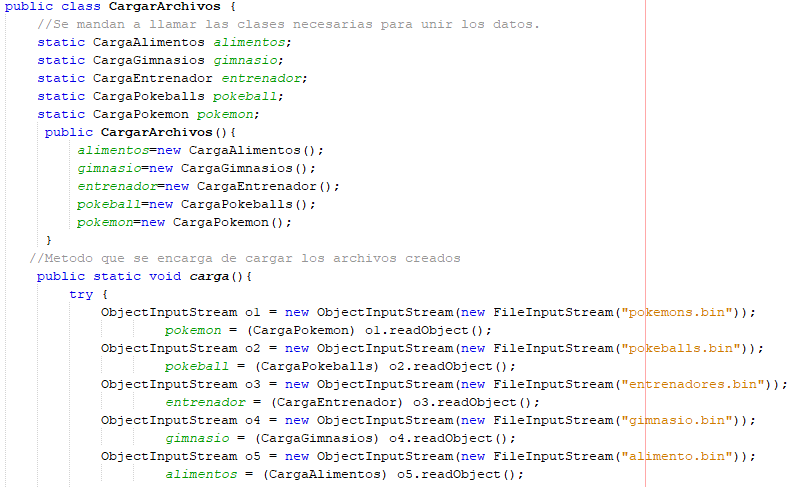 public class CargarArchivos {
//Se mandan a llamar las clases necesarias para unir los datos.
static CargaAlimentos alimentos;
static CargaGimnasios gimnasio;
static CargaEntrenador entrenador;
static CargaPokeballs pokeball;
static CargaPokemon pokemon;
public CargarArchivos(){
alimentos=new CargaAlimentos();
gimnasio=new CargaGimnasios();
entrenador=new CargaEntrenador();
pokeball=new CargaPokeballs();
pokemon=new CargaPokemon();
}
//Metodo que se encarga de cargar los archivos creados
public static void carga(){
try {
ObjectInputStream o1 = new ObjectInputStream(new FileInputStream("pokemons.bin"));
pokemon = (CargaPokemon) o1.readObject();
ObjectInputStream o2 = new ObjectInputStream(new FileInputStream("pokeballs.bin"));
pokeball = (CargaPokeballs) o2.readObject();
ObjectInputStream o3 = new ObjectInputStream(new FileInputStream("entrenadores.bin"));
entrenador = (CargaEntrenador) o3.readObject();
ObjectInputStream o4 = new ObjectInputStream(new FileInputStream("gimnasio.bin"));
gimnasio = (CargaGimnasios) o4.readObject();
ObjectInputStream o5 = new ObjectInputStream(new FileInputStream("alimento.bin"));
alimentos = (CargaAlimentos) o5.readObject();